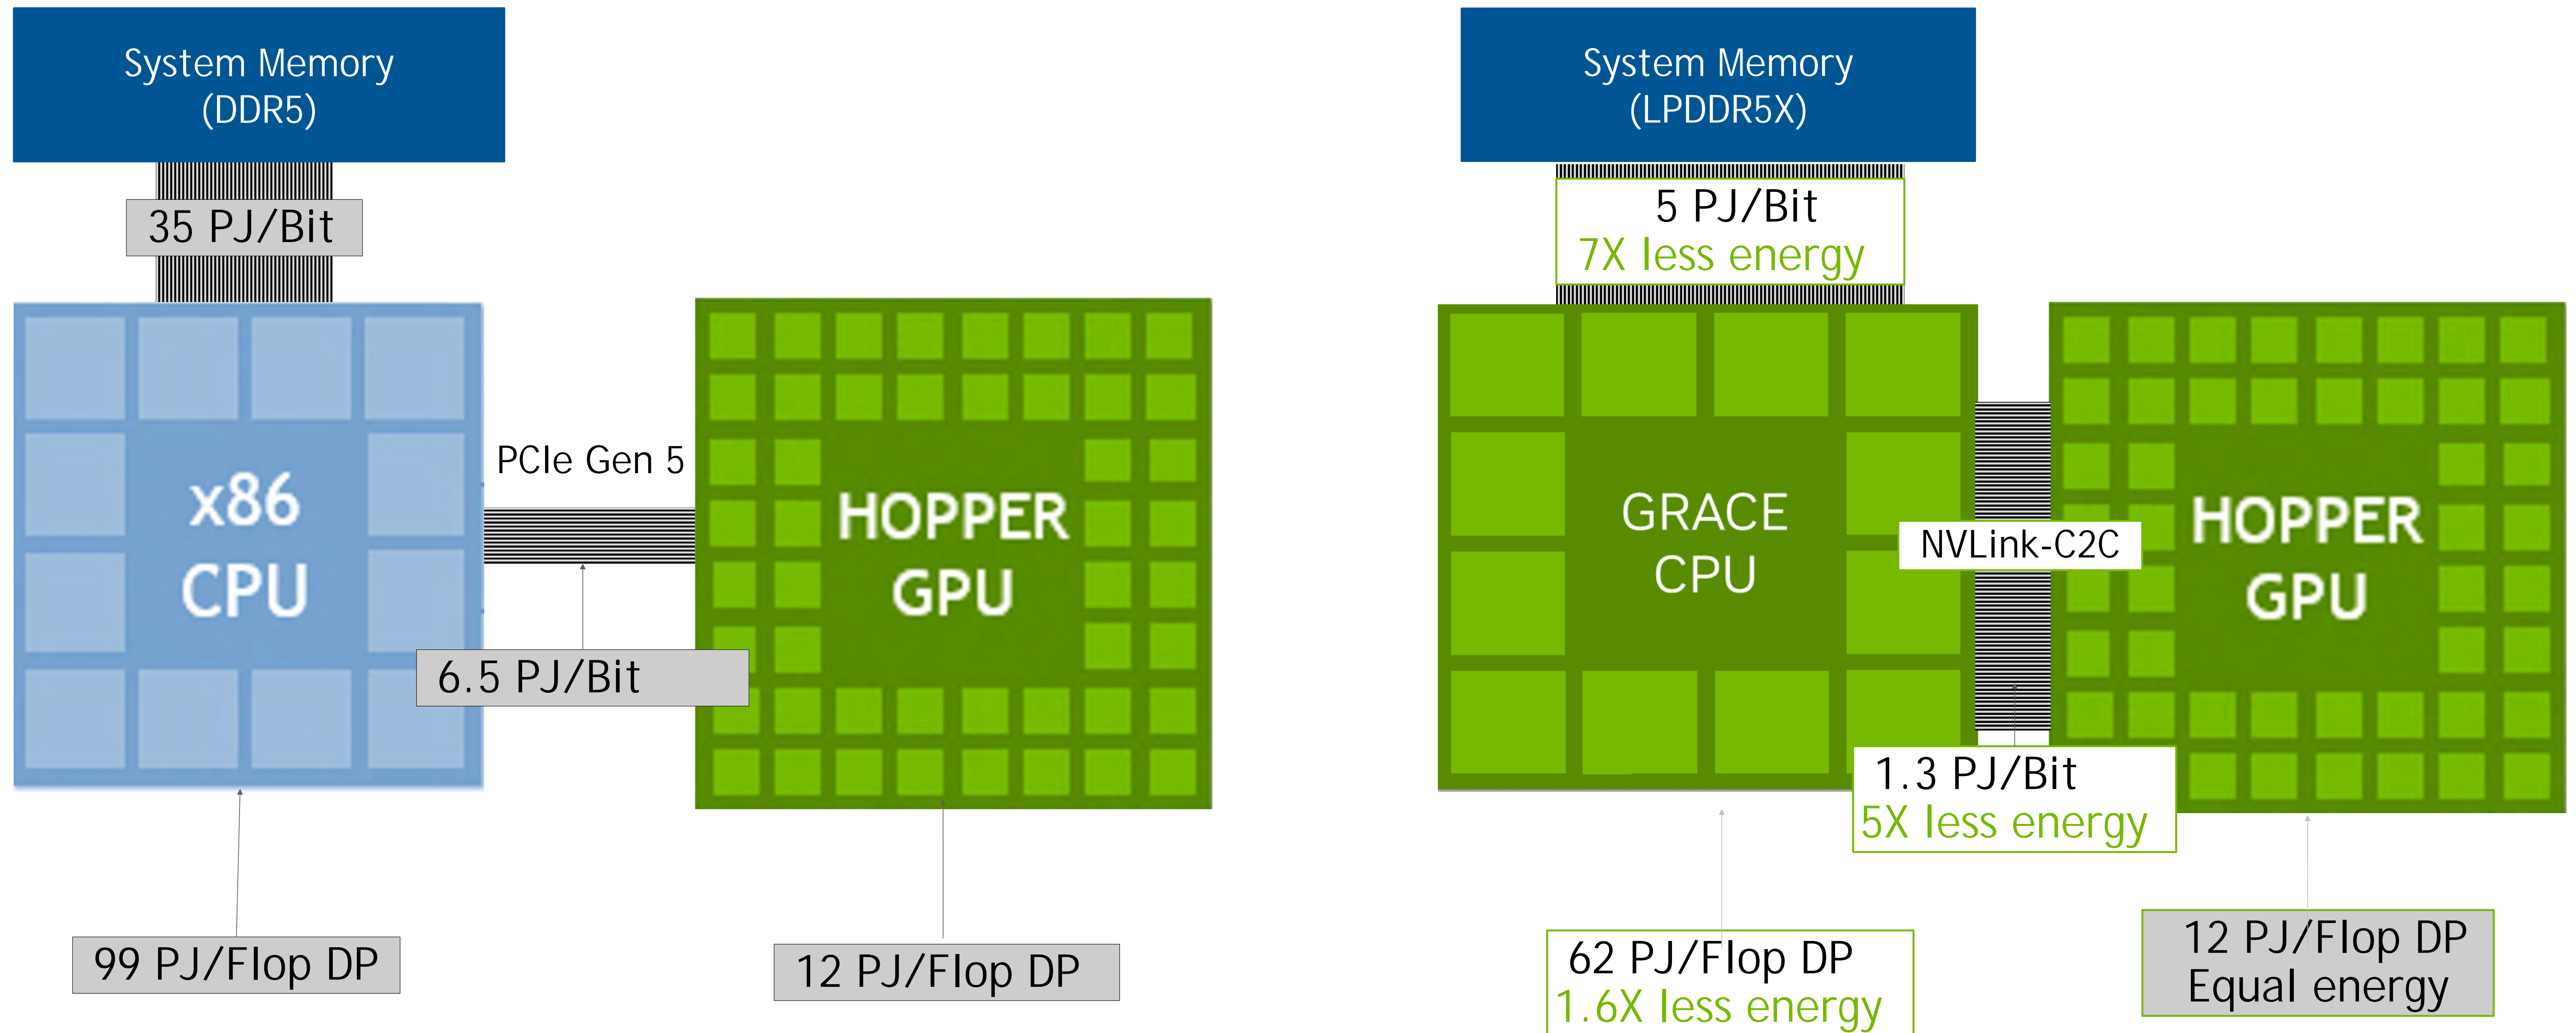 System Memory
(DDR5)
35 PJ/Bit
x86
CPU
PCIe Gen 5
6.5 PJ/Bit
HOPPER
GPU
99 PJ/Flop DP
12 PJ/Flop DP
System Memory
(LPDDR5X)
5 PJ/Bit
7X less energy
GRACE
CPU
NVLink-C2C
HOPPER
GPU
1.3 PJ/Bit
5X less energy
62 PJ/Flop DP
1.6X less energy
12 PJ/Flop DP
Equal energy